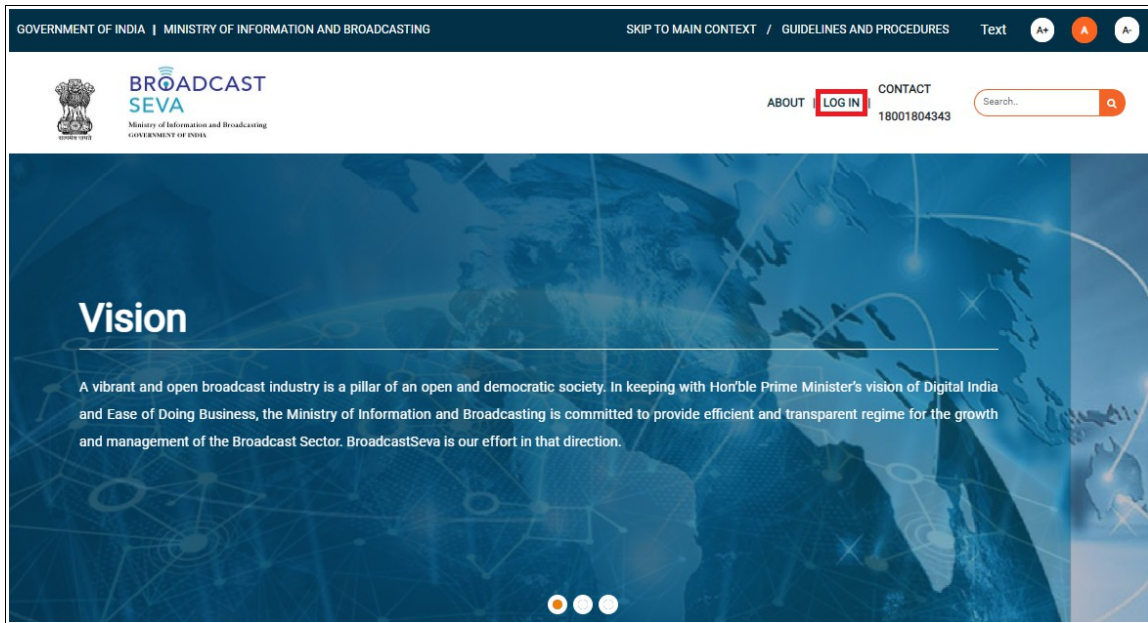 GOVERNMENT OF INDIA | MINISTRY OF INFORMATION AND BROADCASTING
SKIP TO MAIN CONTEXT / GUIDELINES AND PROCEDURES Text A+ A A-
BROADCAST
SEVA
Ministry of Information and Broadcasting
GOVERNMENT OF INDIA
सत्यमेव जयते
ABOUT | LOG IN |
CONTACT
18001804343
Search..
Vision
A vibrant and open broadcast industry is a pillar of an open and democratic society. In keeping with Hon'ble Prime Minister's vision of Digital India
and Ease of Doing Business, the Ministry of Information and Broadcasting is committed to provide efficient and transparent regime for the growth
and management of the Broadcast Sector. BroadcastSeva is our effort in that direction.